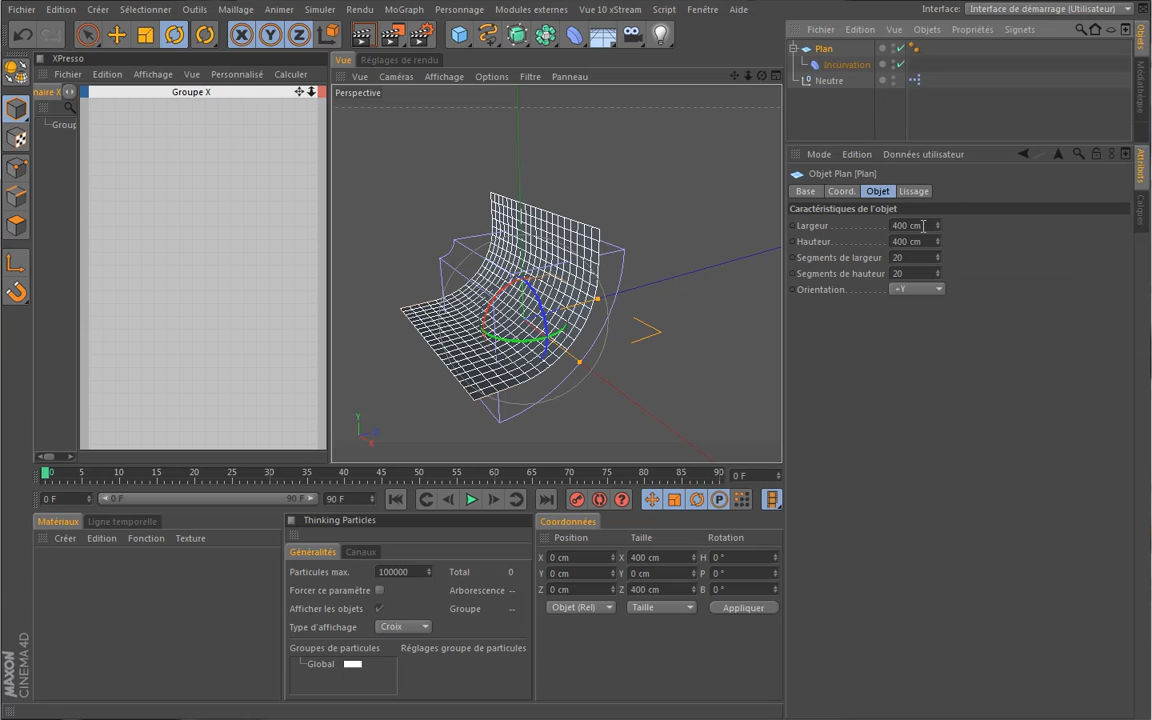 Fichier Edition Créer Sélectionner Outils Maillage Animer Simuler Rendu MoGraph Personnage Modules externes Vue 10 xStream Script Fenêtre Aide Interface: Interface de démarrage (Utilisateur)
X Y Z
Fichier Edition Vue Objets Propriétés Signets
Objets
Médiathèque
Plan
Incurvation
Neutre
XPresso
Fichier Edition Affichage Vue Personnalisé Calculer
naire X
Groupe X
Group
Vue Réglages de rendu
Vue Caméras Affichage Options Filtre Panneau
Perspective
Y
Z
X
Mode Edition Données utilisateur
Attributs
Calques
Objet Plan [Plan]
Base Coord. Objet Lissage
Caractéristiques de l'objet
Largeur 400 cm
Hauteur 400 cm
Segments de largeur 20
Segments de hauteur 20
Orientation +Y
0 5 10 15 20 25 30 35 40 45 50 55 60 65 70 75 80 85 90 0 F
0 F 0 F 90 F 90 F
P
Matériaux Ligne temporelle
Créer Edition Fonction Texture
Thinking Particles
Généralités Canaux
Particules max. 100000 Total 0
Forcer ce paramétre Arborescence --
Afficher les objets Groupe --
Type d'affichage Croix
Groupes de particules Réglages groupe de particules
Global
Coordonnées
Position Taille Rotation
X 0 cm X 400 cm H 0 °
Y 0 cm Y 0 cm P 0 °
Z 0 cm Z 400 cm B 0 °
Objet (Rel) Taille Appliquer
MAXON
CINEMA 4D